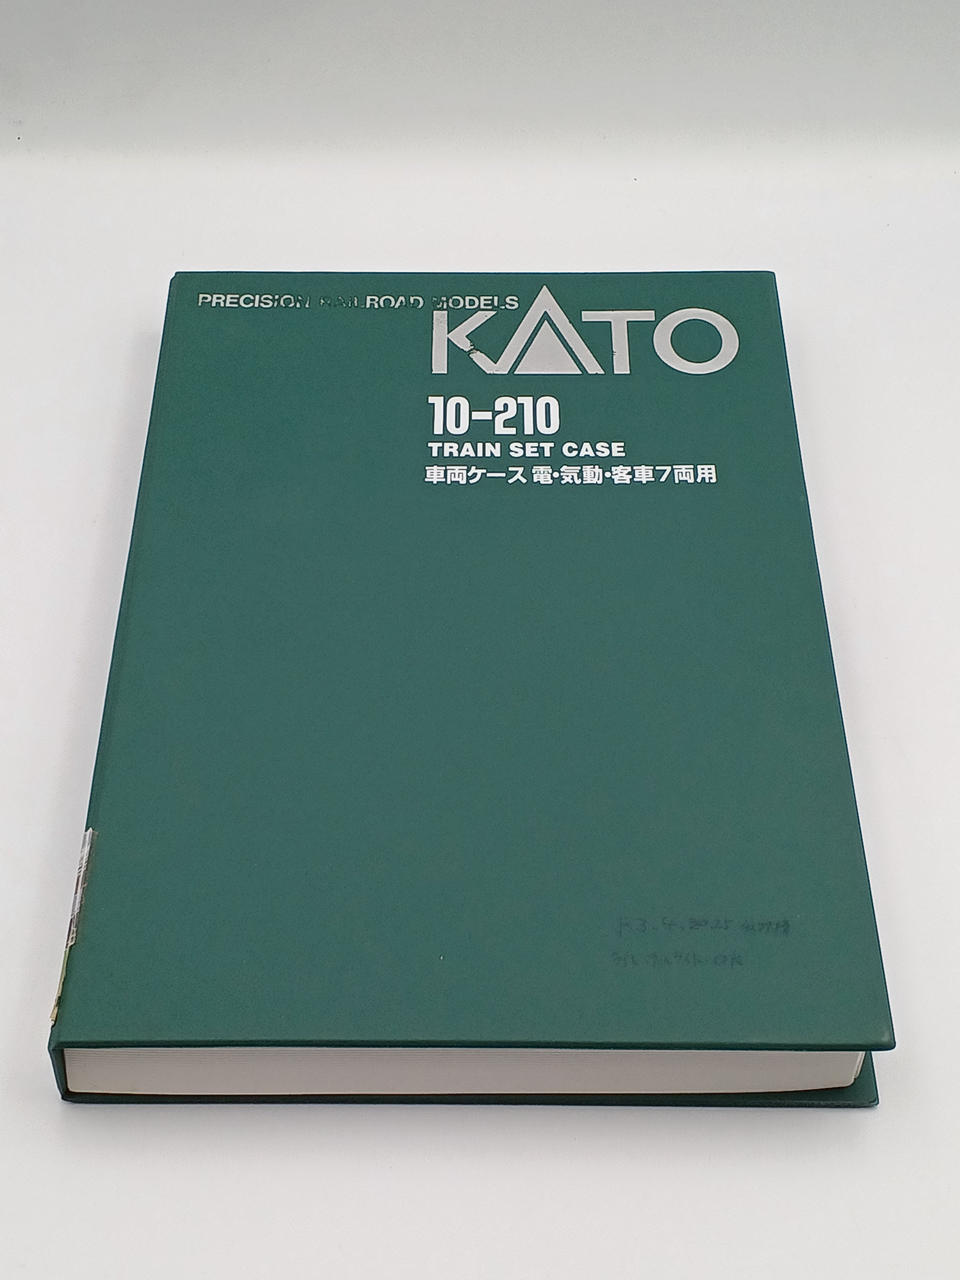 PRECISION RAILROAD MODELS
KATO
10-210
TRAIN SET CASE
車両ケース 電・気動・客車7両用